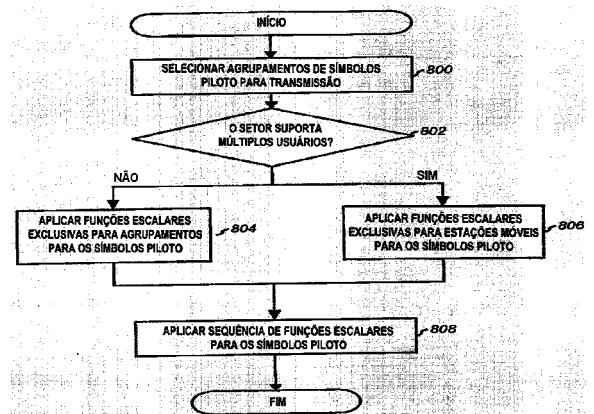 INÍCIO
SELECIONAR AGRUPAMENTOS DE SÍMBOLOS
PILOTO PARA TRANSMISSÃO
800
O SETOR SUPORTA
MÚLTIPLOS USUÁRIOS?
802
NÃO
SIM
APLICAR FUNÇÕES ESCALARES
EXCLUSIVAS PARA AGRUPAMENTOS
PARA OS SÍMBOLOS PILOTO
804
APLICAR FUNÇÕES ESCALARES
EXCLUSIVAS PARA ESTAÇÕES MÓVEIS
PARA OS SÍMBOLOS PILOTO
806
APLICAR SEQUÊNCIA DE FUNÇÕES ESCALARES
PARA OS SÍMBOLOS PILOTO
808
FIM